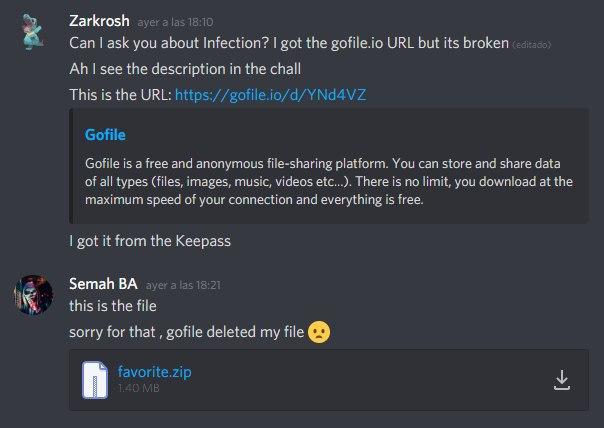 Zarkrosh ayer a las 18:10
Can I ask you about Infection? I got the gofile.io URL but its broken (editado)
Ah I see the description in the chall
This is the URL: https://gofile.io/d/YNd4VZ
Gofile
Gofile is a free and anonymous file-sharing platform. You can store and share data
of all types (files, images, music, videos etc...). There is no limit, you download at the
maximum speed of your connection and everything is free.
I got it from the Keepass
Semah BA ayer a las 18:21
this is the file
sorry for that , gofile deleted my file
favorite.zip
1.40 MB